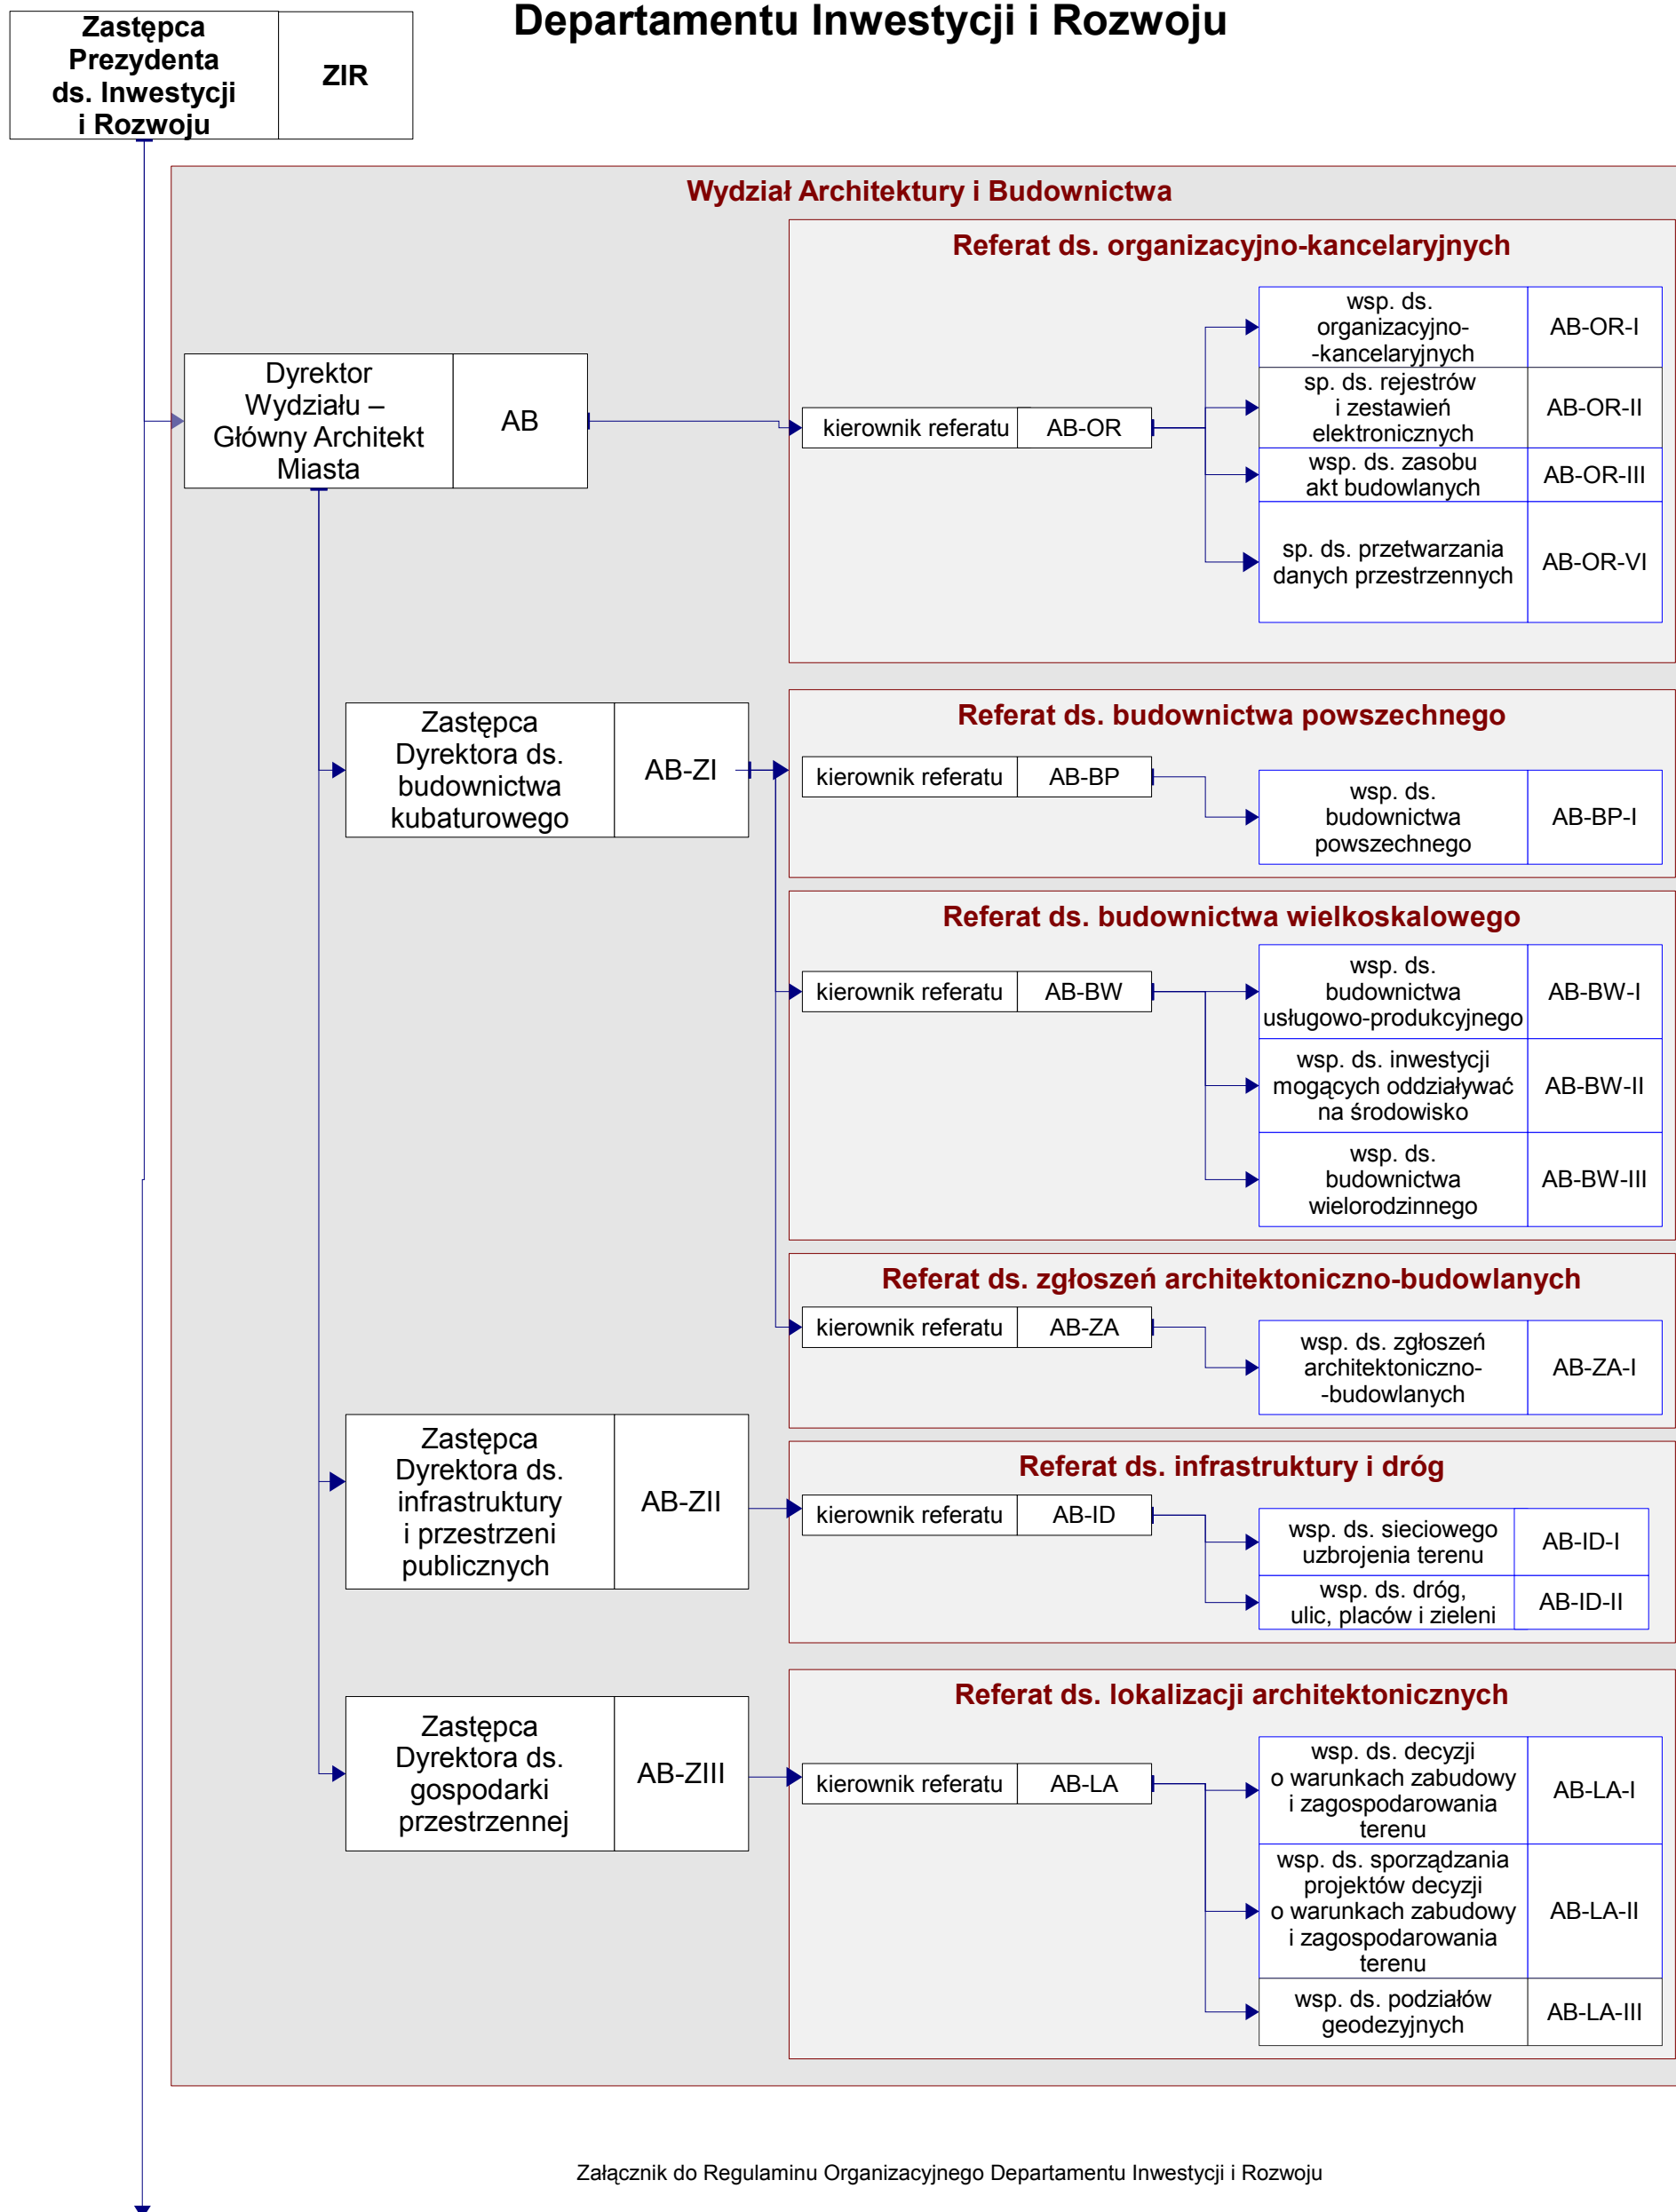 Departamentu Inwestycji i Rozwoju
Zastępca
Prezydenta
ds. Inwestycji
i Rozwoju
ZIR
Wydział Architektury i Budownictwa
Referat ds. organizacyjno-kancelaryjnych
Dyrektor
Wydziału –
Główny Architekt
Miasta
AB
kierownik referatu
AB-OR
wsp. ds.
organizacyjno-
-kancelaryjnych
AB-OR-I
sp. ds. rejestrów
i zestawień
elektronicznych
AB-OR-II
wsp. ds. zasobu
akt budowlanych
AB-OR-III
sp. ds. przetwarzania
danych przestrzennych
AB-OR-VI
Zastępca
Dyrektora ds.
budownictwa
kubaturowego
AB-ZI
Referat ds. budownictwa powszechnego
kierownik referatu
AB-BP
wsp. ds.
budownictwa
powszechnego
AB-BP-I
Referat ds. budownictwa wielkoskalowego
kierownik referatu
AB-BW
wsp. ds.
budownictwa
usługowo-produkcyjnego
AB-BW-I
wsp. ds. inwestycji
mogących oddziaływać
na środowisko
AB-BW-II
wsp. ds.
budownictwa
wielorodzinnego
AB-BW-III
Referat ds. zgłoszeń architektoniczno-budowlanych
kierownik referatu
AB-ZA
wsp. ds. zgłoszeń
architektoniczno-
-budowlanych
AB-ZA-I
Zastępca
Dyrektora ds.
infrastruktury
i przestrzeni
publicznych
AB-ZII
Referat ds. infrastruktury i dróg
kierownik referatu
AB-ID
wsp. ds. sieciowego
uzbrojenia terenu
AB-ID-I
wsp. ds. dróg,
ulic, placów i zieleni
AB-ID-II
Zastępca
Dyrektora ds.
gospodarki
przestrzennej
AB-ZIII
Referat ds. lokalizacji architektonicznych
kierownik referatu
AB-LA
wsp. ds. decyzji
o warunkach zabudowy
i zagospodarowania
terenu
AB-LA-I
wsp. ds. sporządzania
projektów decyzji
o warunkach zabudowy
i zagospodarowania
terenu
AB-LA-II
wsp. ds. podziałów
geodezyjnych
AB-LA-III
Załącznik do Regulaminu Organizacyjnego Departamentu Inwestycji i Rozwoju